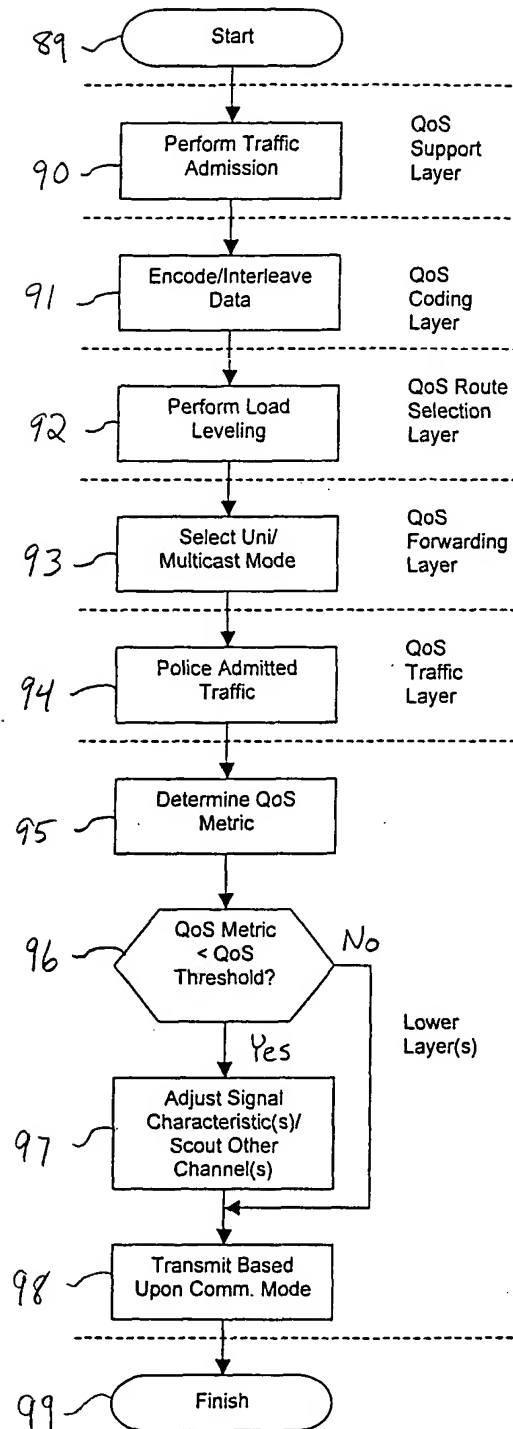 89
Start
90
Perform Traffic
Admission
QoS
Support
Layer
91
Encode/Interleave
Data
QoS
Coding
Layer
92
Perform Load
Leveling
QoS Route
Selection
Layer
93
Select Uni/
Multicast Mode
QoS
Forwarding
Layer
94
Police Admitted
Traffic
QoS
Traffic
Layer
95
Determine QoS
Metric
96
QoS Metric
< QoS
Threshold?
No
Yes
Lower
Layer(s)
97
Adjust Signal
Characteristic(s)/
Scout Other
Channel(s)
98
Transmit Based
Upon Comm. Mode
99
Finish